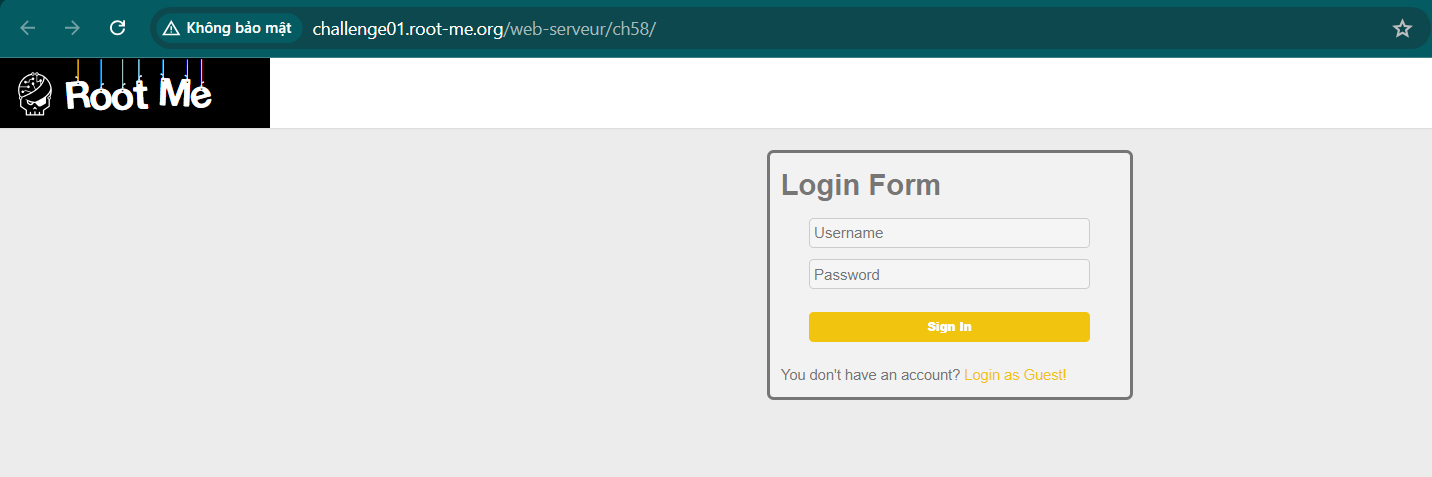 Không bảo mật challenge01.root-me.org/web-serveur/ch58/
Root Me
Login Form
Username
Password
Sign In
You don't have an account? Login as Guest!